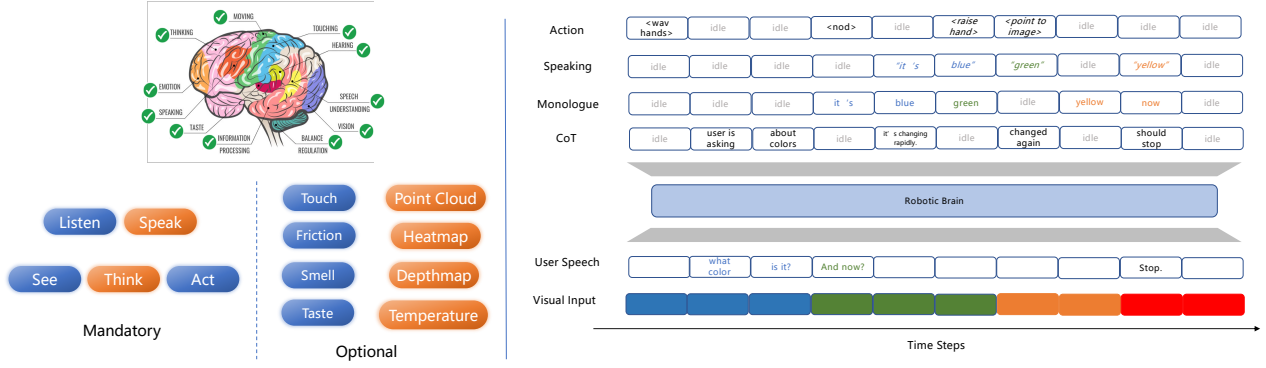 MOVING
THINKING
TOUCHING
HEARING
EMOTION
SPEAKING
TASTE
INFORMATION
PROCESSING
BALANCE
REGULATION
VISION
SPEECH
UNDERSTANDING
Listen Speak
See Think Act
Mandatory
Touch Point Cloud
Friction Heatmap
Smell Depthmap
Taste Temperature
Optional
Action <wav hands> idle idle <nod> idle <raise hand> <point to image> idle idle idle
Speaking idle idle idle idle "it 's blue" "green" idle "yellow" idle
Monologue idle idle idle it 's blue green idle yellow now idle
CoT idle user is asking about colors idle it' s changing rapidly. idle changed again idle should stop idle
Robotic Brain
User Speech what color is it? And now? Stop.
Visual Input
Time Steps